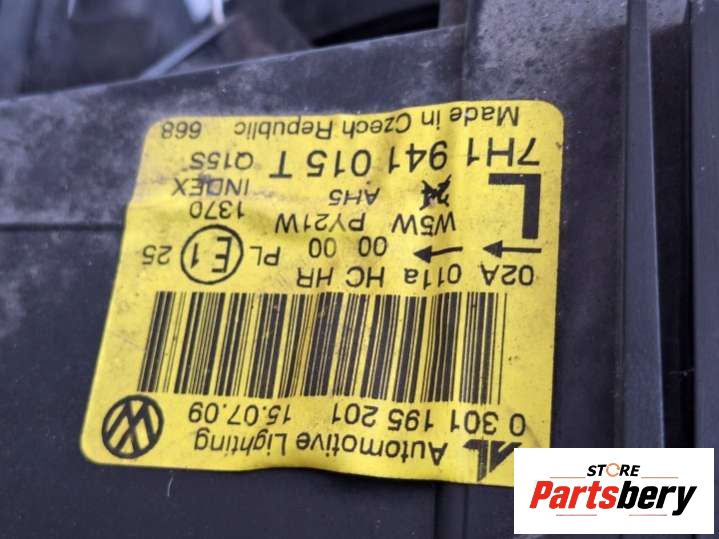 AL Automotive Lighting
0 301 195 201 15.07.09
02A 011a HC HR
00 00 PL E1 25
W5W PY21W 1370
AH5 INDEX
L
7H1 941 015 T Q15S
Made in Czech Republic 668
STORE
Partsbery